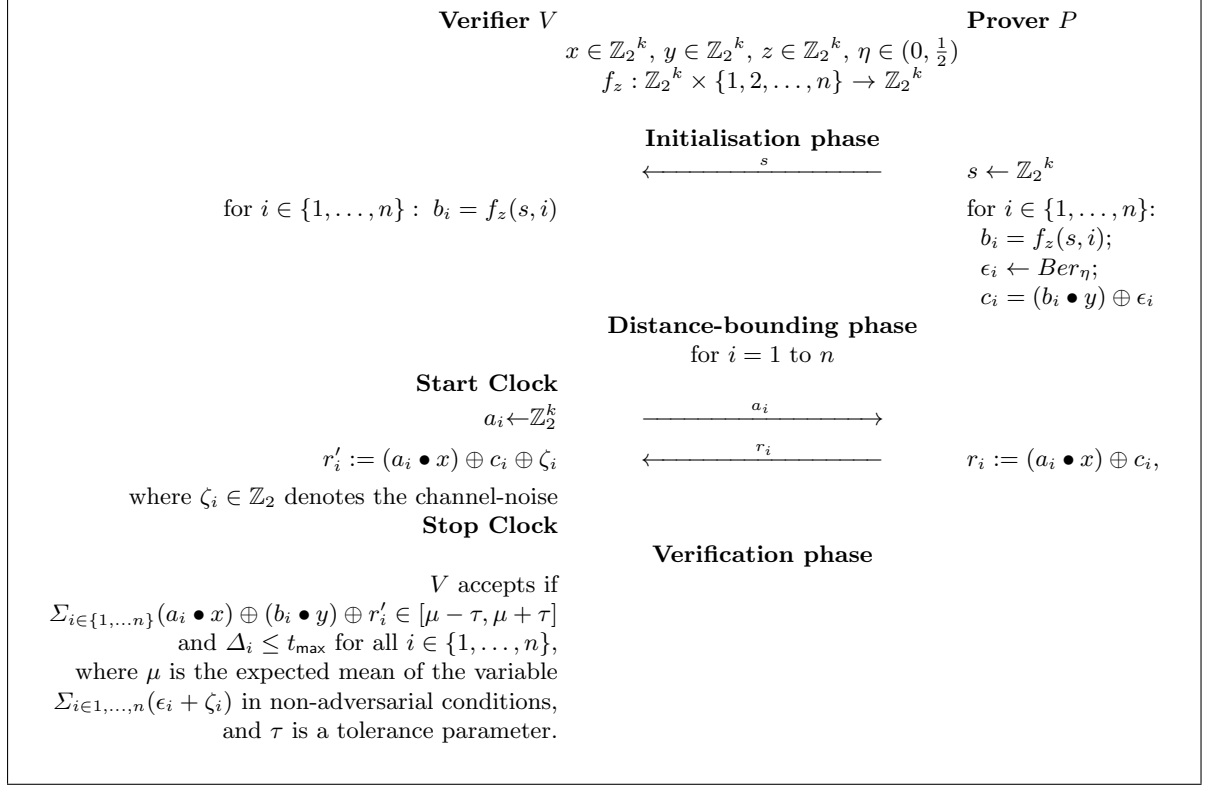 Verifier V Prover P
x ∈ ℤ₂ᵏ, y ∈ ℤ₂ᵏ, z ∈ ℤ₂ᵏ, η ∈ (0, 1/2)
f_z : ℤ₂ᵏ × {1, 2, . . . , n} → ℤ₂ᵏ
Initialisation phase
s s ← ℤ₂ᵏ
for i ∈ {1, . . . , n} : b_i = f_z(s, i) for i ∈ {1, . . . , n}:
b_i = f_z(s, i);
ϵ_i ← Ber_η;
c_i = (b_i • y) ⊕ ϵ_i
Distance-bounding phase
for i = 1 to n
Start Clock
a_i←ℤ₂ᵏ a_i
r′_i := (a_i • x) ⊕ c_i ⊕ ζ_i r_i r_i := (a_i • x) ⊕ c_i,
where ζ_i ∈ ℤ₂ denotes the channel-noise
Stop Clock
Verification phase
V accepts if
Σ_{i∈{1,...n}}(a_i • x) ⊕ (b_i • y) ⊕ r′_i ∈ [μ − τ, μ + τ]
and Δ_i ≤ t_max for all i ∈ {1, . . . , n},
where μ is the expected mean of the variable
Σ_{i∈1,...,n}(ϵ_i + ζ_i) in non-adversarial conditions,
and τ is a tolerance parameter.